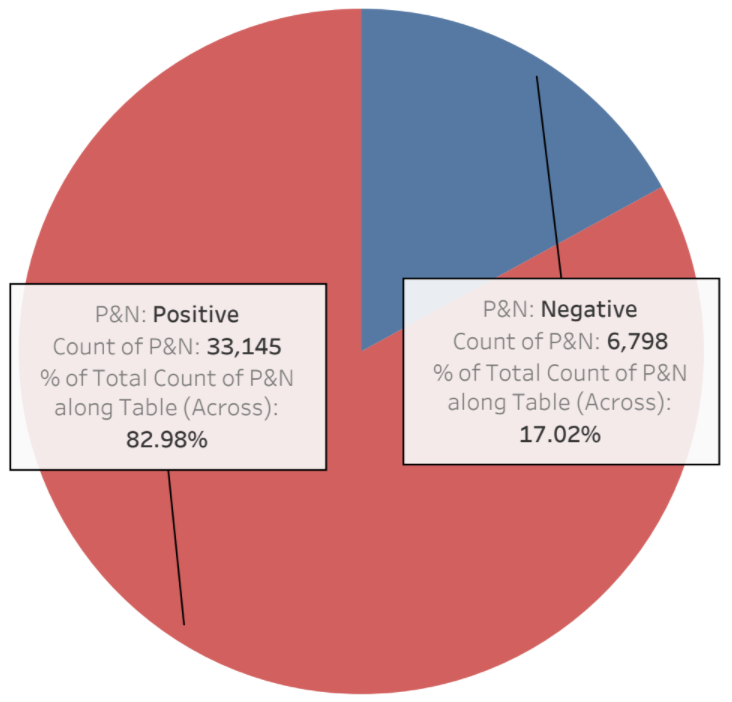 P&N: Positive
Count of P&N: 33,145
% of Total Count of P&N
along Table (Across):
82.98%
P&N: Negative
Count of P&N: 6,798
% of Total Count of P&N
along Table (Across):
17.02%